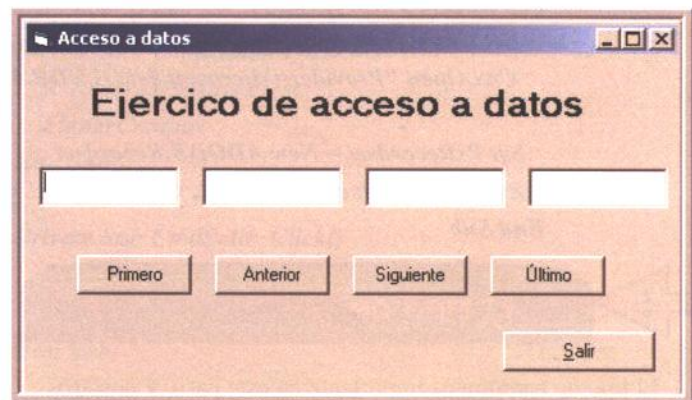 Acceso a datos
Ejercico de acceso a datos
Primero Anterior Siguiente Último
Salir